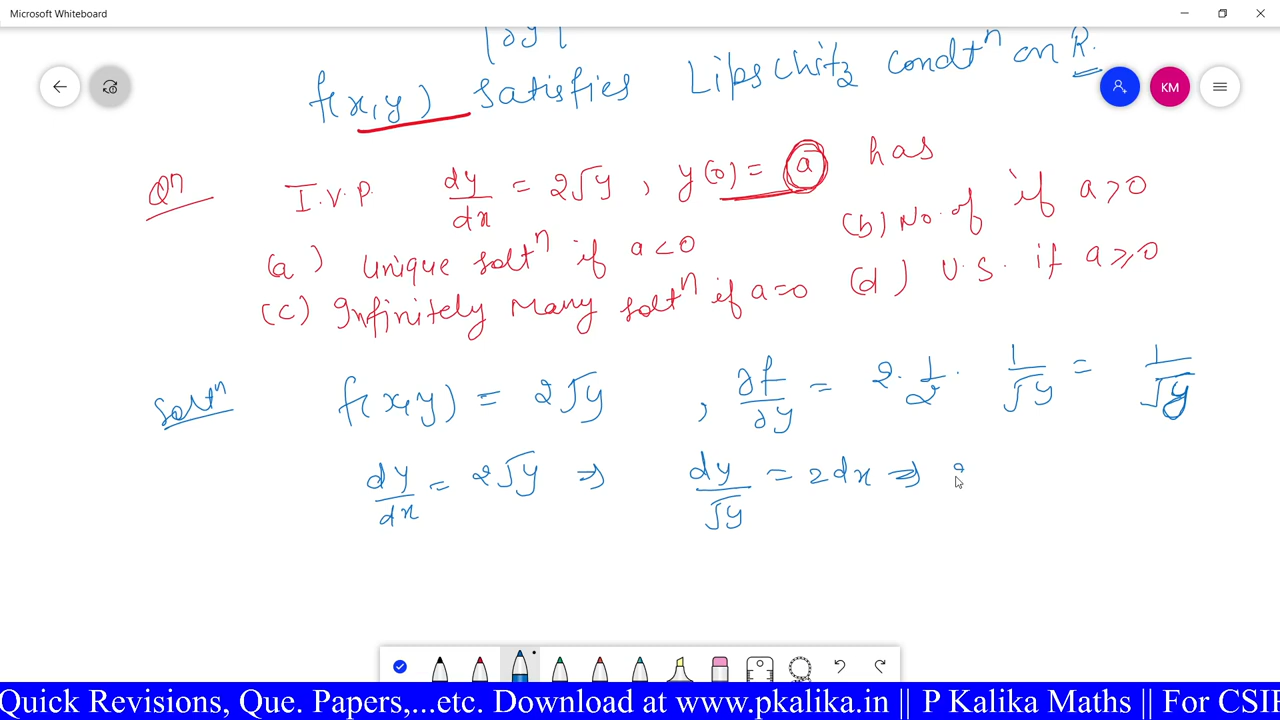 Microsoft Whiteboard
|∂y|
f(x,y) satisfies Lipschitz condtⁿ on R.
KM
Qⁿ I.V.P. dy/dx = 2√y , y(0) = a has
(a) Unique soltⁿ if a<0 (b) No. of if a>0
(c) Infinitely Many soltⁿ if a=0 (d) U.S. if a≥0
Soltⁿ f(x,y) = 2√y , ∂f/∂y = 2·1/2·1/√y = 1/√y
dy/dx = 2√y ⇒ dy/√y = 2dx ⇒
Quick Revisions, Que. Papers,...etc. Download at www.pkalika.in || P Kalika Maths || For CSI